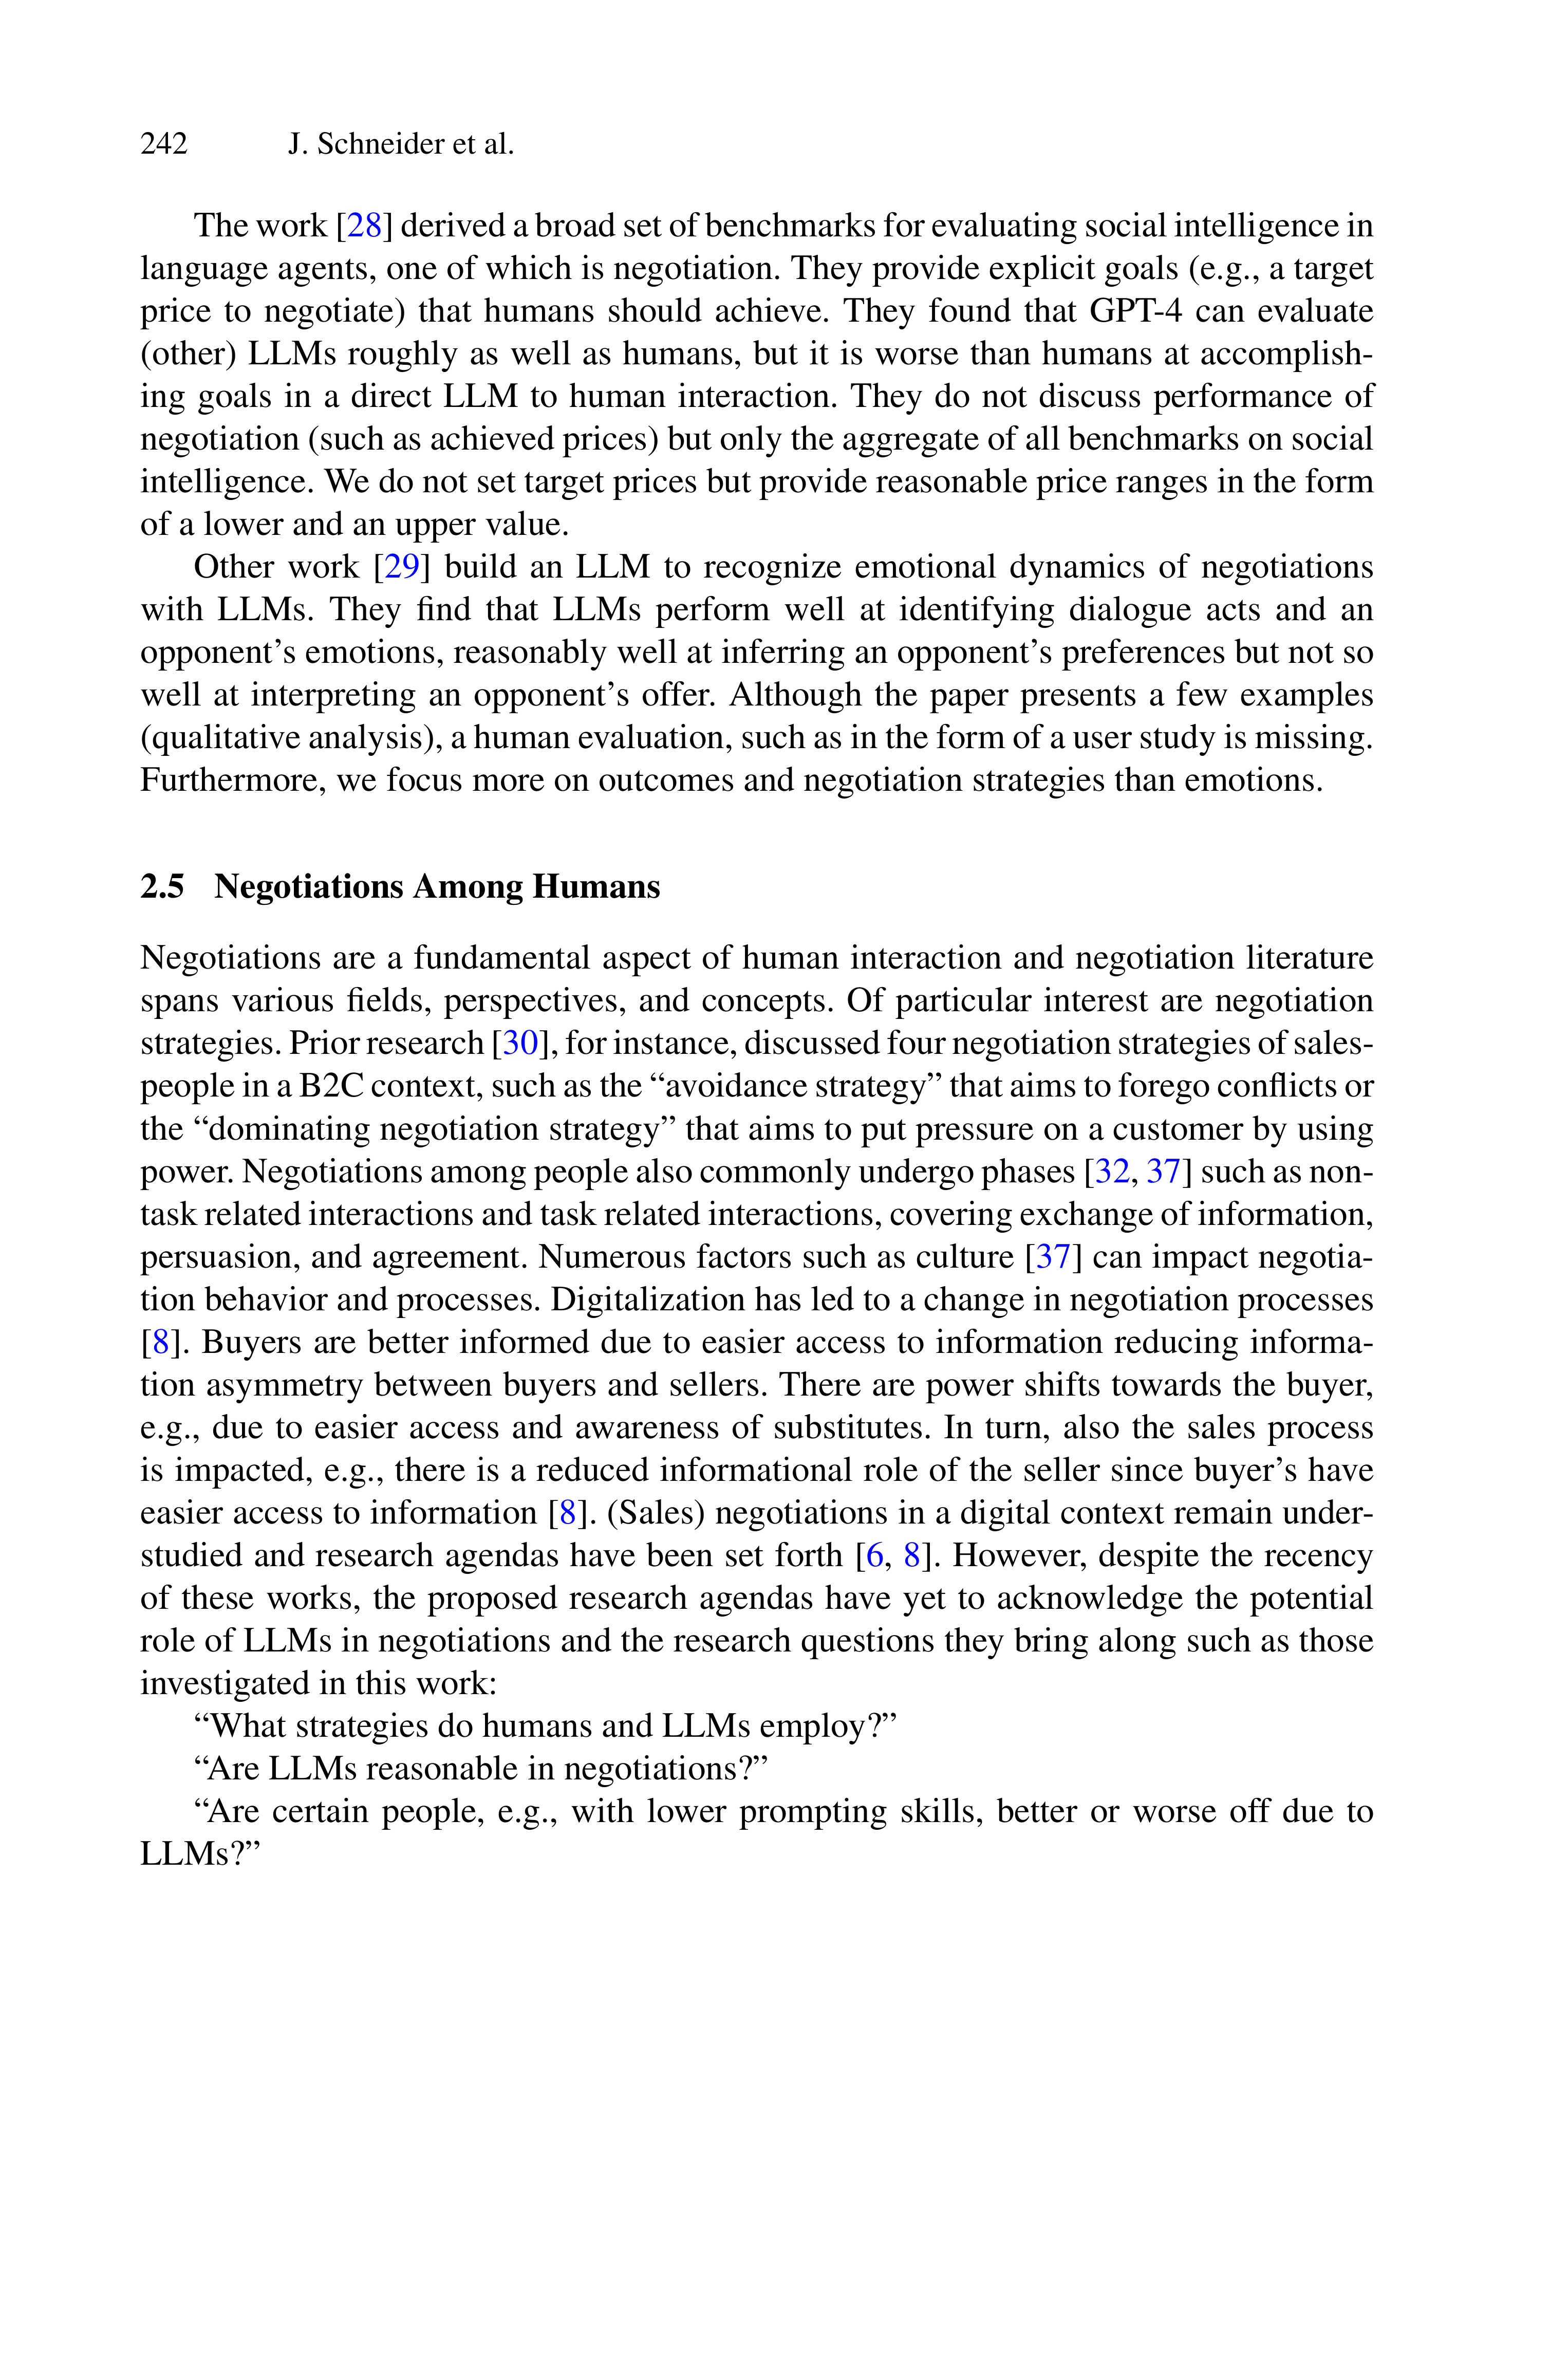 242 J. Schneider et al.
The work [28] derived a broad set of benchmarks for evaluating social intelligence in
language agents, one of which is negotiation. They provide explicit goals (e.g., a target
price to negotiate) that humans should achieve. They found that GPT-4 can evaluate
(other) LLMs roughly as well as humans, but it is worse than humans at accomplish-
ing goals in a direct LLM to human interaction. They do not discuss performance of
negotiation (such as achieved prices) but only the aggregate of all benchmarks on social
intelligence. We do not set target prices but provide reasonable price ranges in the form
of a lower and an upper value.
Other work [29] build an LLM to recognize emotional dynamics of negotiations
with LLMs. They find that LLMs perform well at identifying dialogue acts and an
opponent’s emotions, reasonably well at inferring an opponent’s preferences but not so
well at interpreting an opponent’s offer. Although the paper presents a few examples
(qualitative analysis), a human evaluation, such as in the form of a user study is missing.
Furthermore, we focus more on outcomes and negotiation strategies than emotions.
2.5 Negotiations Among Humans
Negotiations are a fundamental aspect of human interaction and negotiation literature
spans various fields, perspectives, and concepts. Of particular interest are negotiation
strategies. Prior research [30], for instance, discussed four negotiation strategies of sales-
people in a B2C context, such as the “avoidance strategy” that aims to forego conflicts or
the “dominating negotiation strategy” that aims to put pressure on a customer by using
power. Negotiations among people also commonly undergo phases [32, 37] such as non-
task related interactions and task related interactions, covering exchange of information,
persuasion, and agreement. Numerous factors such as culture [37] can impact negotia-
tion behavior and processes. Digitalization has led to a change in negotiation processes
[8]. Buyers are better informed due to easier access to information reducing informa-
tion asymmetry between buyers and sellers. There are power shifts towards the buyer,
e.g., due to easier access and awareness of substitutes. In turn, also the sales process
is impacted, e.g., there is a reduced informational role of the seller since buyer’s have
easier access to information [8]. (Sales) negotiations in a digital context remain under-
studied and research agendas have been set forth [6, 8]. However, despite the recency
of these works, the proposed research agendas have yet to acknowledge the potential
role of LLMs in negotiations and the research questions they bring along such as those
investigated in this work:
“What strategies do humans and LLMs employ?”
“Are LLMs reasonable in negotiations?”
“Are certain people, e.g., with lower prompting skills, better or worse off due to
LLMs?”